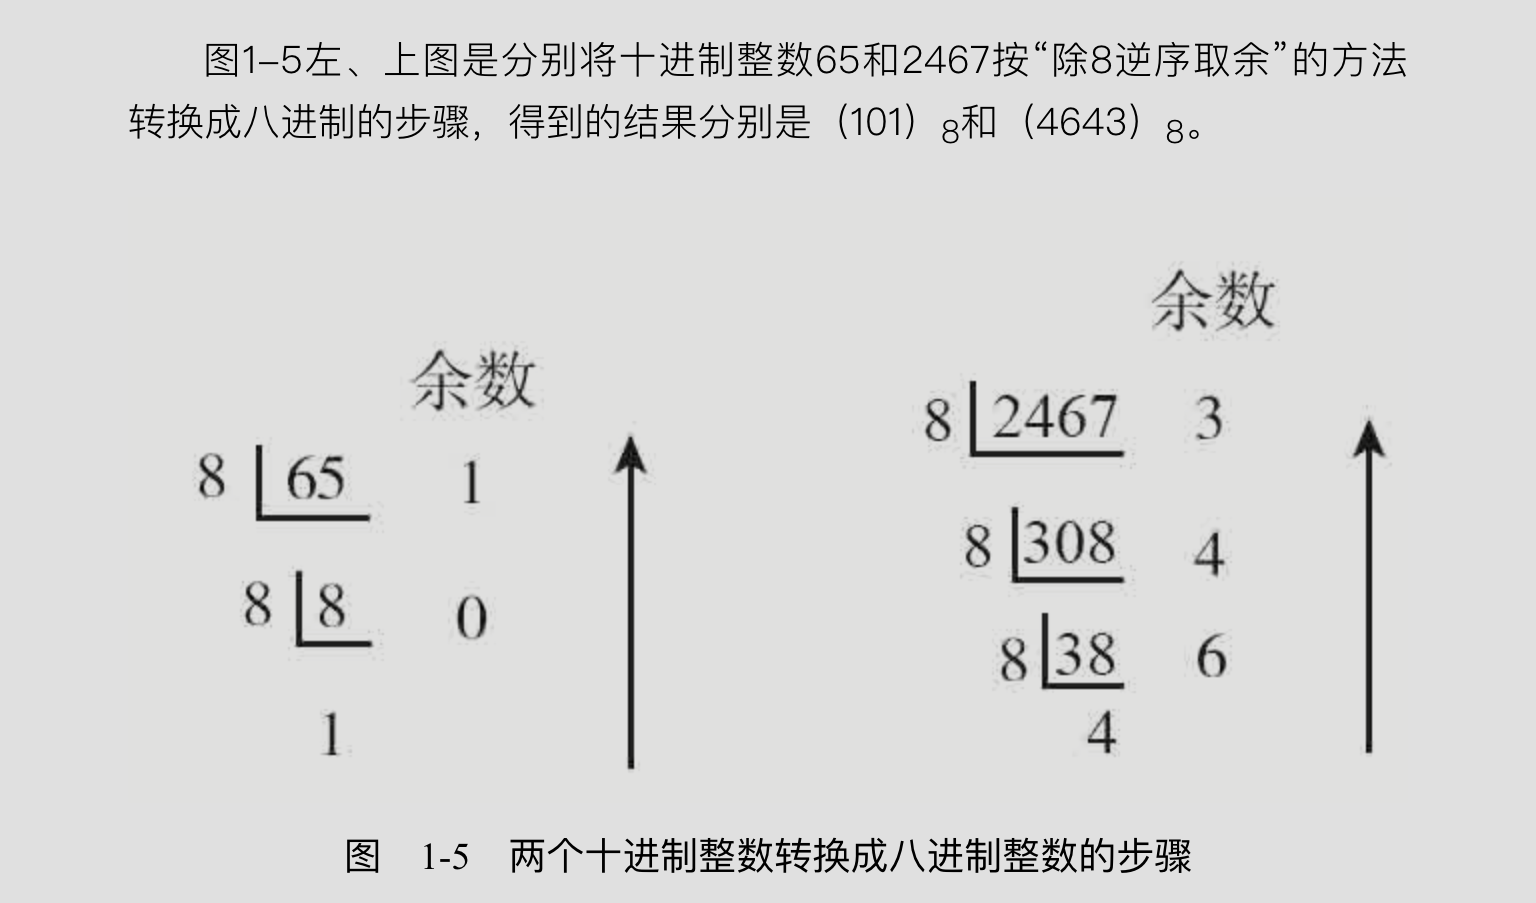 图1–5左、上图是分别将十进制整数65和2467按“除8逆序取余”的方法
转换成八进制的步骤，得到的结果分别是（101）8和（4643）8。
余数
8 65 1
8 8 0
1
余数
8 2467 3
8 308 4
8 38 6
4
图 1-5 两个十进制整数转换成八进制整数的步骤